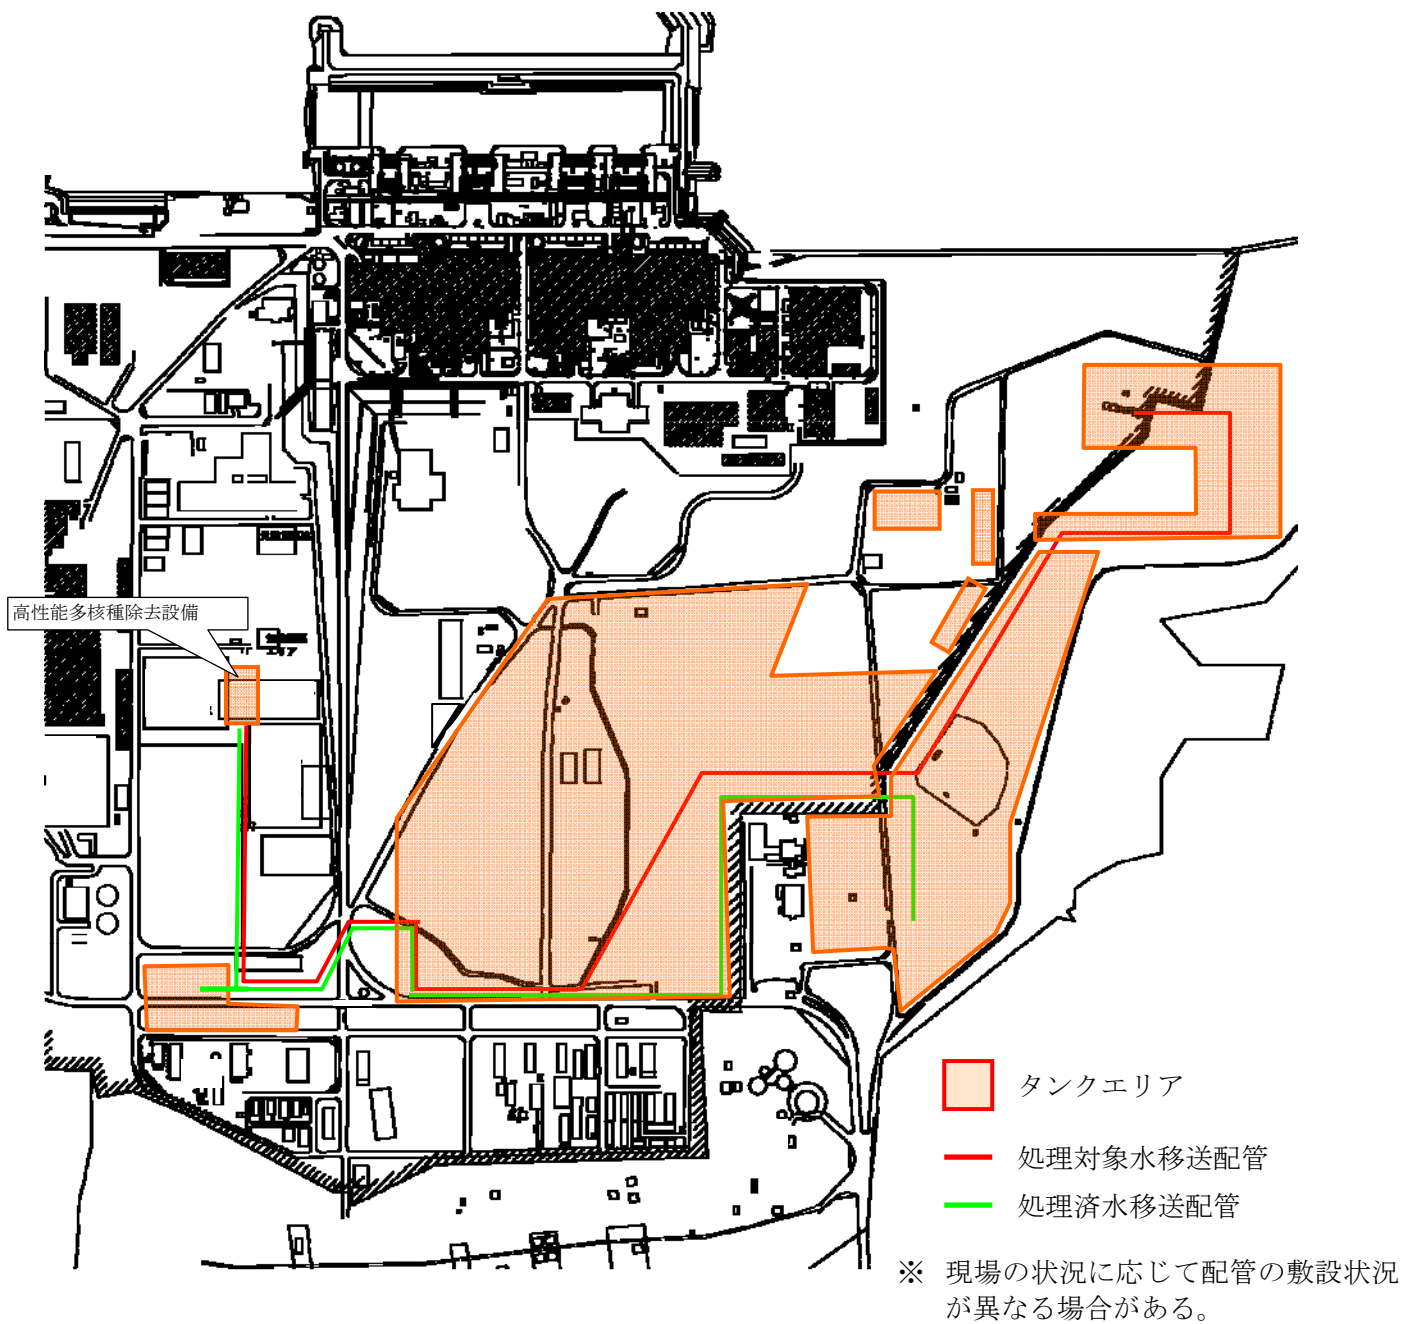 高性能多核種除去設備
タンクエリア
処理対象水移送配管
処理済水移送配管
※ 現場の状況に応じて配管の敷設状況
が異なる場合がある。